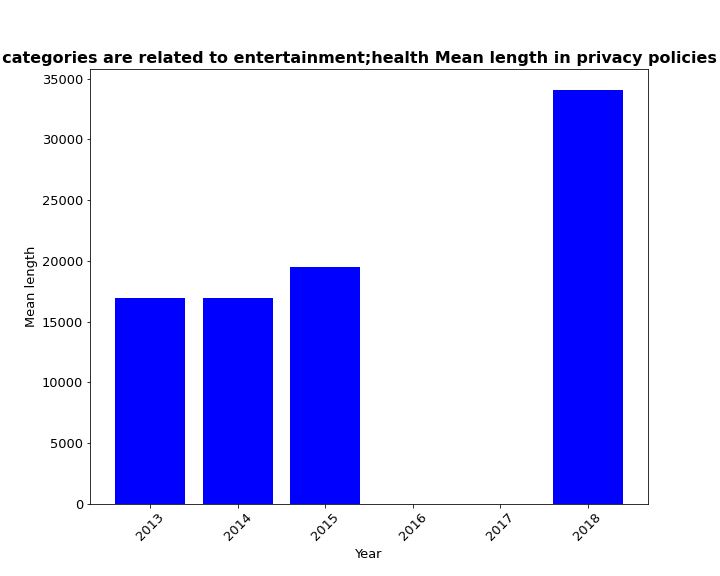 categories are related to entertainment;health Mean length in privacy policies
35000
30000
25000
20000
15000
10000
5000
0
Mean length
2013 2014 2015 2016 2017 2018
Year